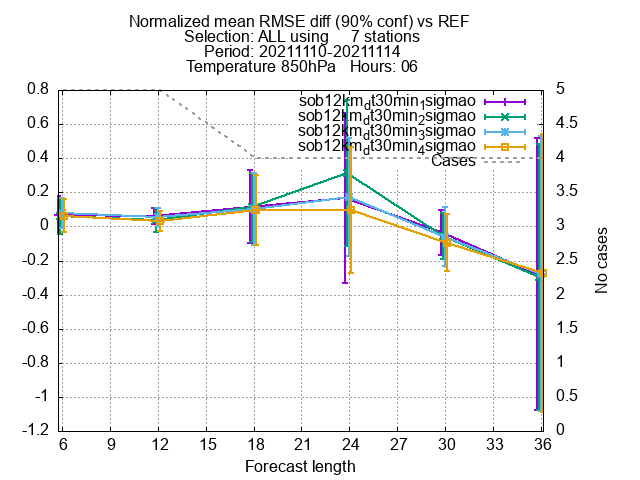 Normalized mean RMSE diff (90% conf) vs REF
Selection: ALL using 7 stations
Period: 20211110-20211114
Temperature 850hPa Hours: 06
sob12km_dt30min_1sigmao
sob12km_dt30min_2sigmao
sob12km_dt30min_3sigmao
sob12km_dt30min_4sigmao
Cases
0.8
0.6
0.4
0.2
0
-0.2
-0.4
-0.6
-0.8
-1
-1.2
5
4.5
4
3.5
3
2.5
2
1.5
1
0.5
0
No cases
6 9 12 15 18 21 24 27 30 33 36
Forecast length